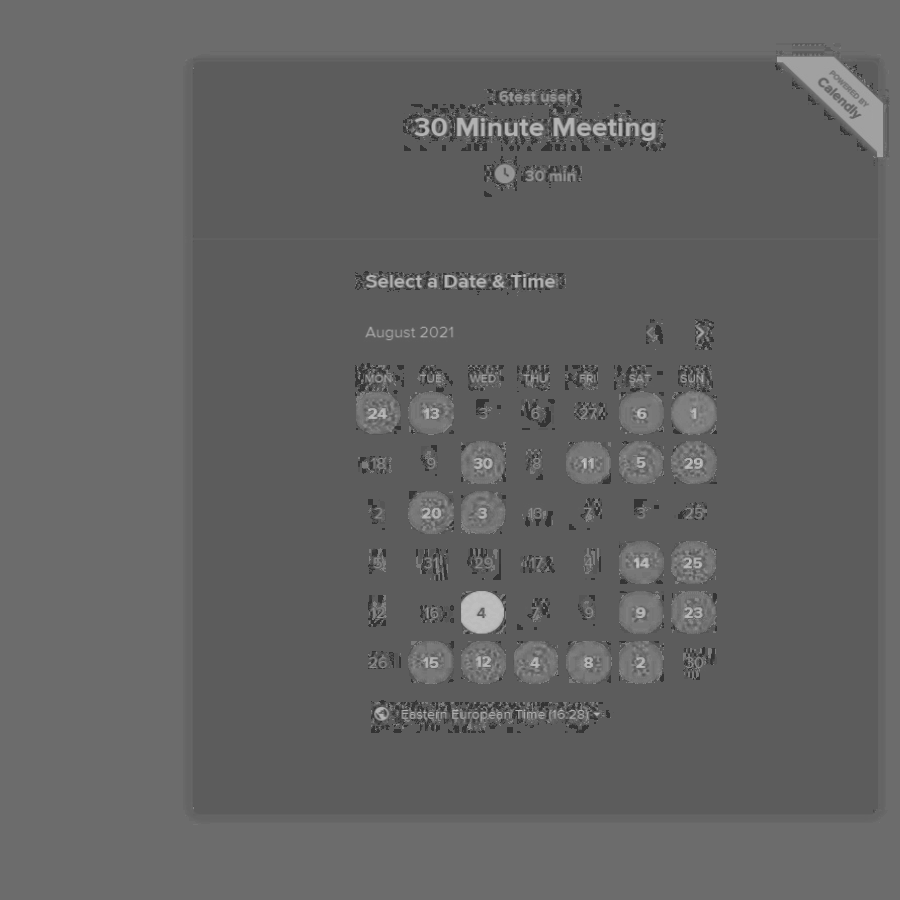 POWERED BY
Calendly
6test user
30 Minute Meeting
30 min
Select a Date & Time
August 2021
MON TUE WED THU FRI SAT SUN
24 13 3 6 27 6 1
18 9 30 8 11 5 29
2 20 3 13 7 3 25
5 31 29 17 14 25
12 16 4 7 9 9 23
26 15 12 4 8 2 30
Eastern European Time (16:28)